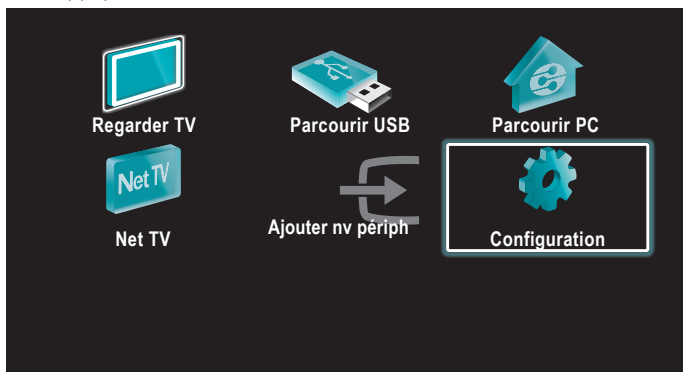 Regarder TV
Parcourir USB
Parcourir PC
Net TV
Net TV
Ajouter nv périph
Configuration